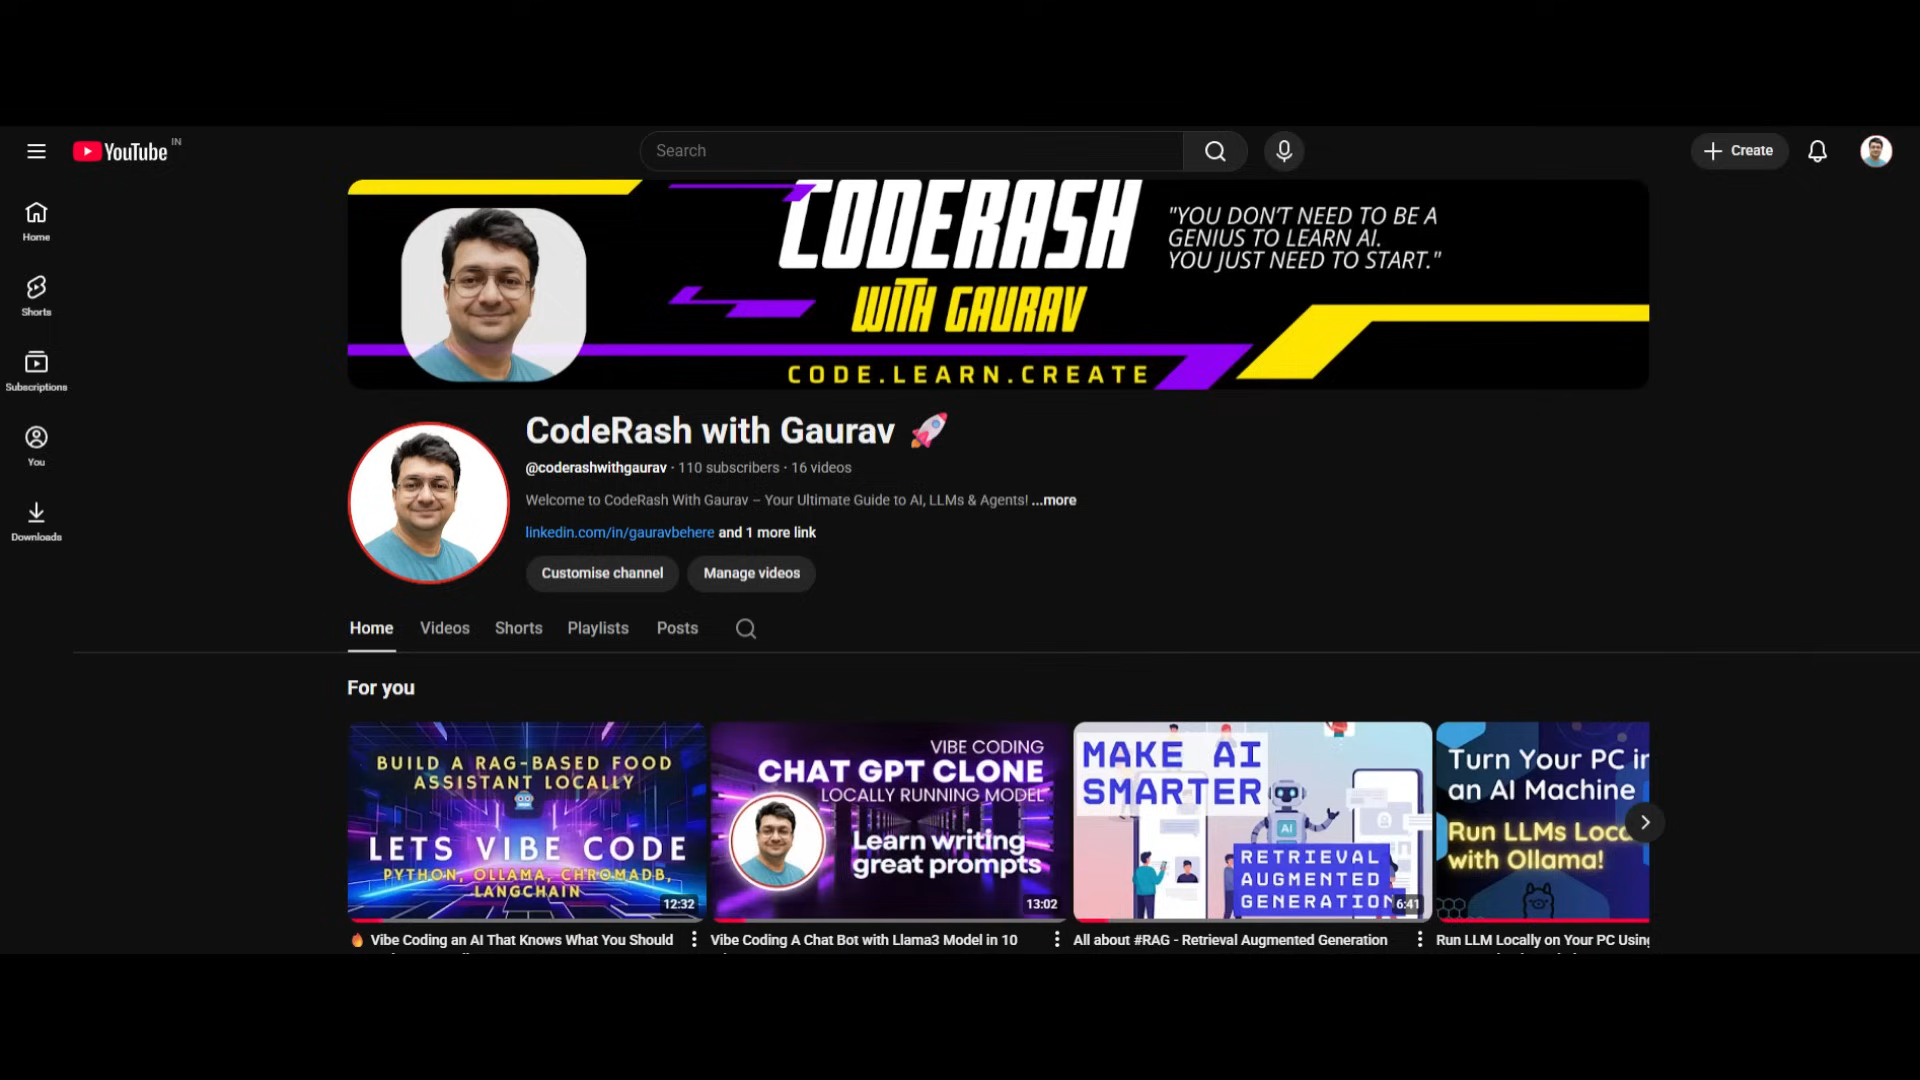 YouTube IN
Search
Create
Home
Shorts
Subscriptions
You
Downloads
CODERASH
WITH GAURAV
CODE.LEARN.CREATE
"YOU DON'T NEED TO BE A
GENIUS TO LEARN AI.
YOU JUST NEED TO START."
CodeRash with Gaurav 🚀
@coderashwithgaurav · 110 subscribers · 16 videos
Welcome to CodeRash With Gaurav – Your Ultimate Guide to AI, LLMs & Agents! ...more
linkedin.com/in/gauravbehere and 1 more link
Customise channel Manage videos
Home Videos Shorts Playlists Posts
For you
BUILD A RAG-BASED FOOD
ASSISTANT LOCALLY
LETS VIBE CODE
PYTHON, OLLAMA, CHROMADB,
LANGCHAIN
12:32
🔥 Vibe Coding an AI That Knows What You Should
VIBE CODING
CHAT GPT CLONE
LOCALLY RUNNING MODEL
Learn writing
great prompts
13:02
Vibe Coding A Chat Bot with Llama3 Model in 10
MAKE AI
SMARTER
AI
RETRIEVAL
AUGMENTED
GENERATION
6:41
All about #RAG - Retrieval Augmented Generation
Turn Your PC in
an AI Machine
Run LLMs Loca
with Ollama!
Run LLM Locally on Your PC Using